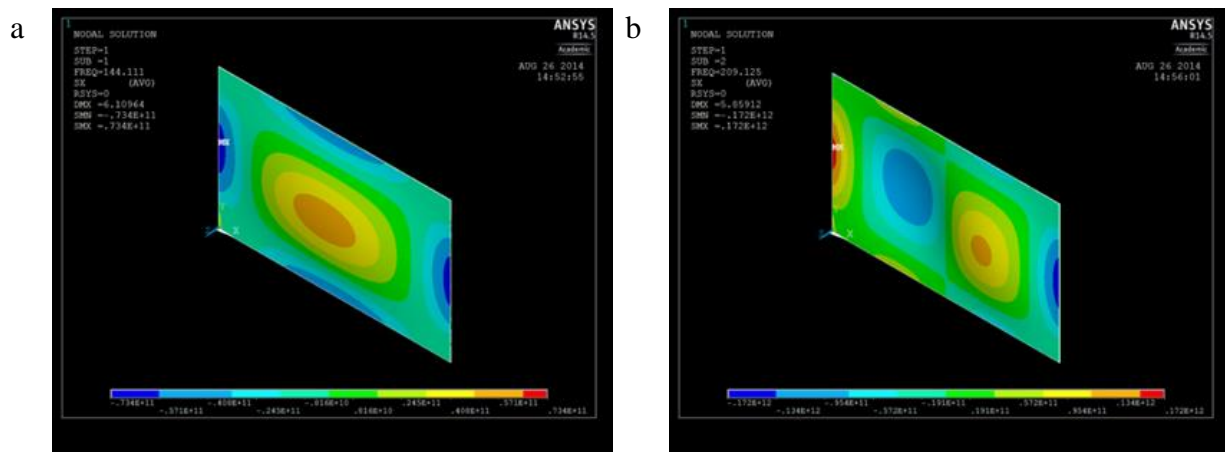 a
1
NODAL SOLUTION
STEP=1
SUB =1
FREQ=144.111
SX (AVG)
RSYS=0
DMX =6.10964
SMN =-.734E+11
SMX =.734E+11
ANSYS
R14.5
Academic
AUG 26 2014
14:52:55
MX
Z X
-.734E+11 -.408E+11 -.816E+10 .245E+11 .571E+11
-.571E+11 -.245E+11 .816E+10 .408E+11 .734E+11
b
1
NODAL SOLUTION
STEP=1
SUB =2
FREQ=209.125
SX (AVG)
RSYS=0
DMX =5.85912
SMN =-.172E+12
SMX =.172E+12
ANSYS
R14.5
Academic
AUG 26 2014
14:56:01
MX
Z X
-.172E+12 -.954E+11 -.191E+11 .572E+11 .134E+12
-.134E+12 -.572E+11 .191E+11 .954E+11 .172E+12